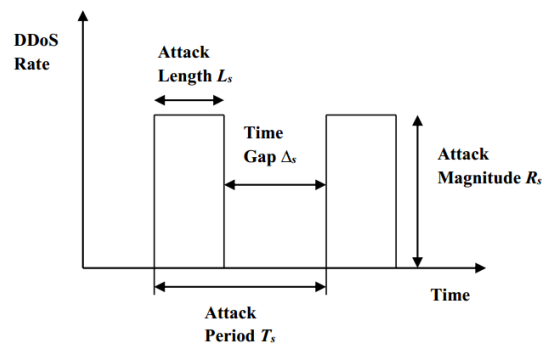 DDoS
Rate
Attack
Length Ls
Time
Gap Δs
Attack
Magnitude Rs
Time
Attack
Period Ts